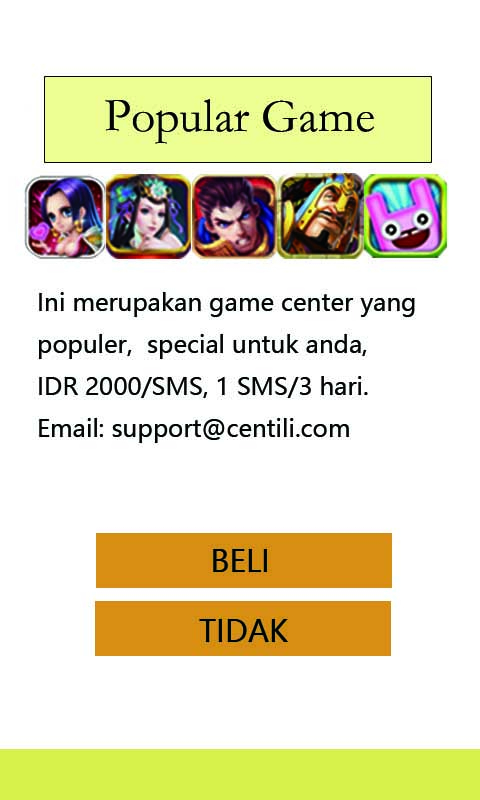 Popular Game
Ini merupakan game center yang
populer,  special untuk anda,
IDR 2000/SMS, 1 SMS/3 hari.
Email: support@centili.com
BELI
TIDAK